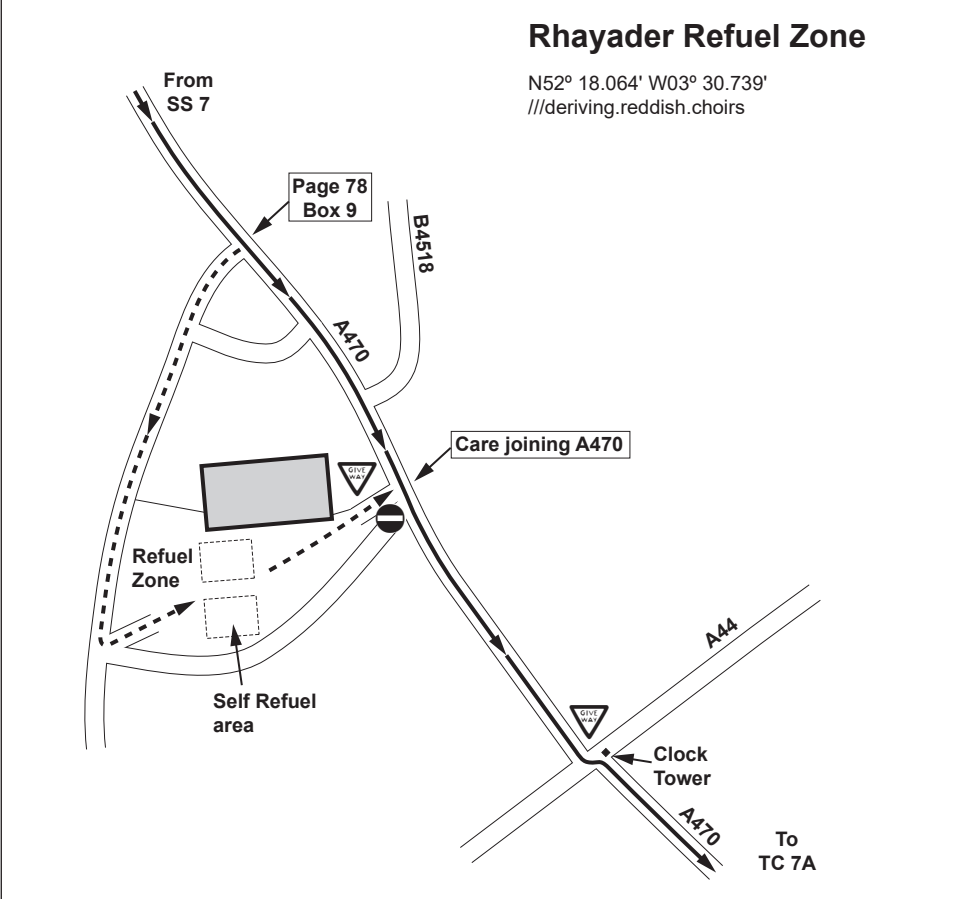 Rhayader Refuel Zone
N52º 18.064' W03º 30.739'
///deriving.reddish.choirs
From
SS 7
Page 78
Box 9
B4518
A470
Care joining A470
GIVE
WAY
Refuel
Zone
A44
Self Refuel
area
GIVE
WAY
Clock
Tower
A470
To
TC 7A